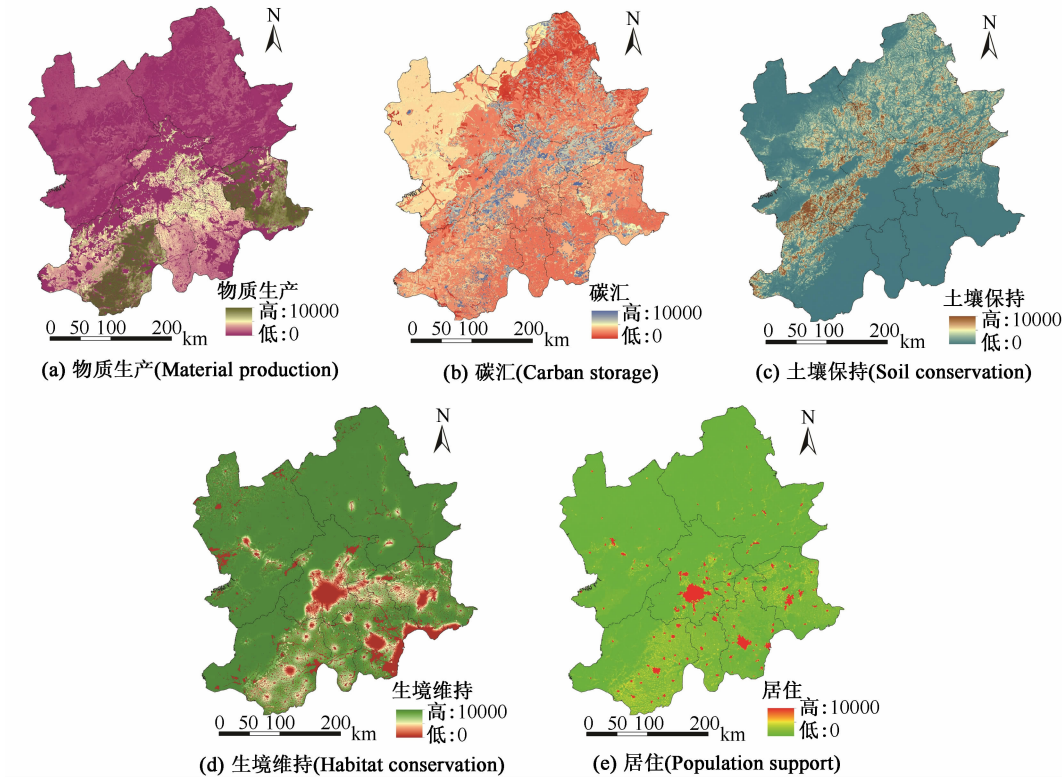 N
物质生产
高:10000
低:0
0 50 100 200
km
(a) 物质生产(Material production)
N
碳汇
高:10000
低:0
0 50 100 200
km
(b) 碳汇(Carban storage)
N
土壤保持
高:10000
低:0
0 50 100 200
km
(c) 土壤保持(Soil conservation)
N
生境维持
高:10000
低:0
0 50 100 200
km
(d) 生境维持(Habitat conservation)
N
居住
高:10000
低:0
0 50 100 200
km
(e) 居住(Population support)